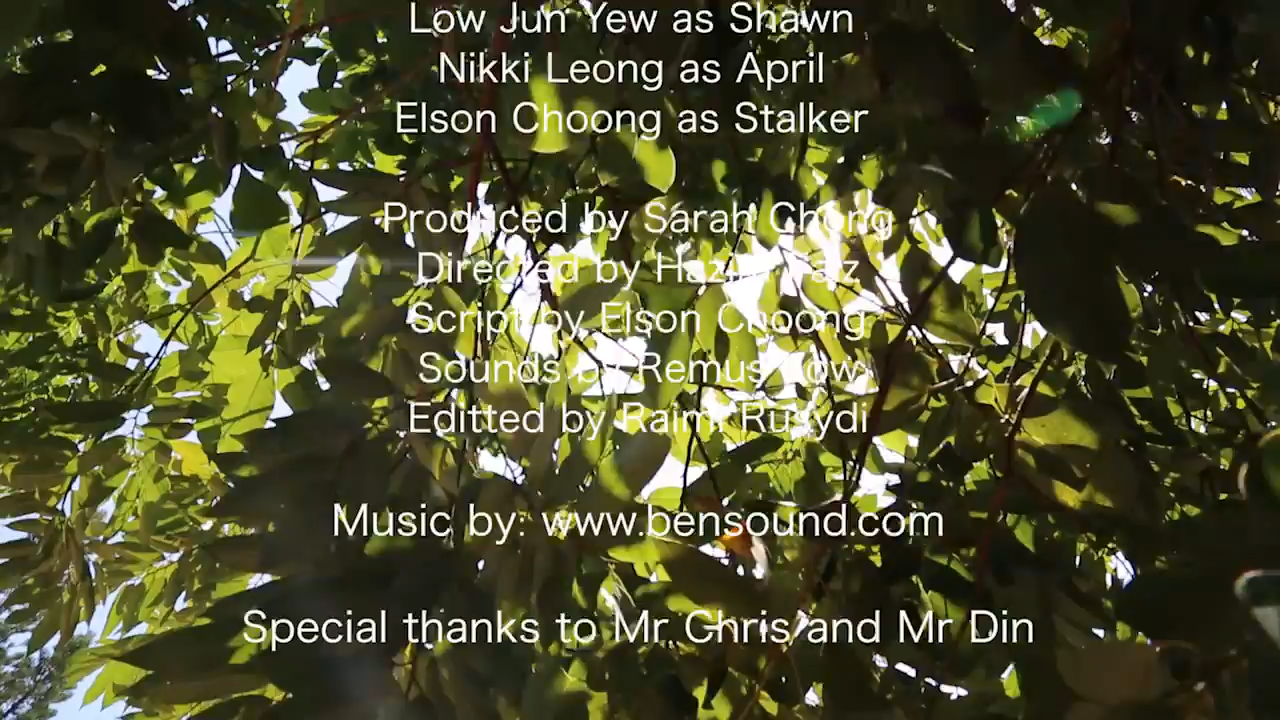 Low Jun Yew as Shawn
Nikki Leong as April
Elson Choong as Stalker
Produced by Sarah Chong
Directed by
Script by Elson Choong
Sounds by Remus Low
Editted by Raimi Rusydi
Music by: www.bensound.com
Special thanks to Mr Chris and Mr Din